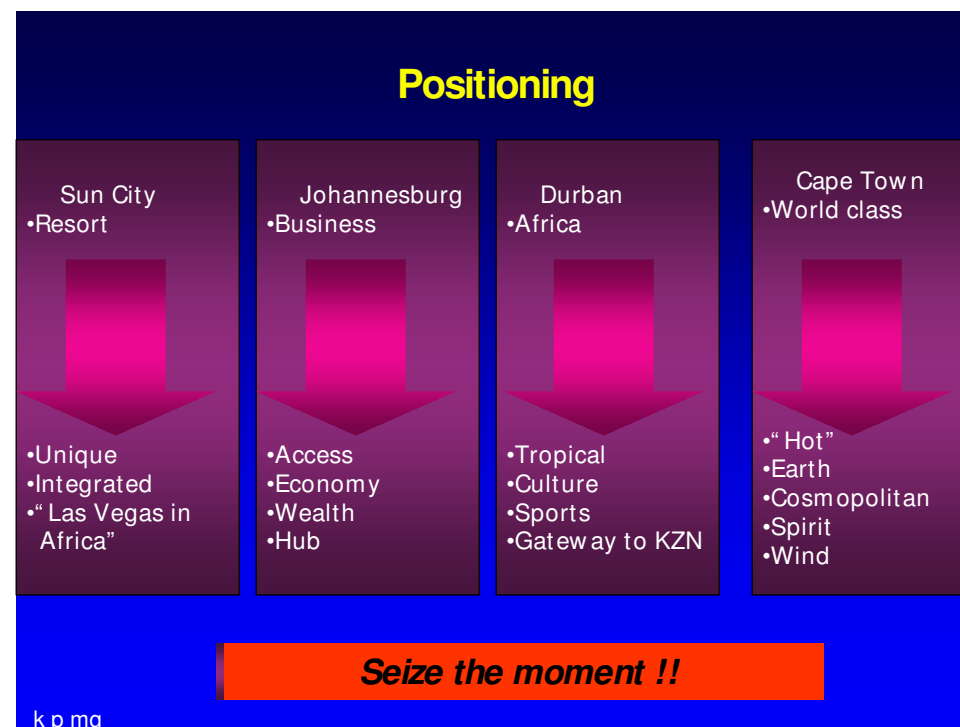 Positioning
Sun City
•Resort
•Unique
•Integrated
•“Las Vegas in
Africa”
Johannesburg
•Business
•Access
•Economy
•Wealth
•Hub
Durban
•Africa
•Tropical
•Culture
•Sports
•Gateway to KZN
Cape Town
•World class
•“Hot”
•Earth
•Cosmopolitan
•Spirit
•Wind
Seize the moment !!
kpmg